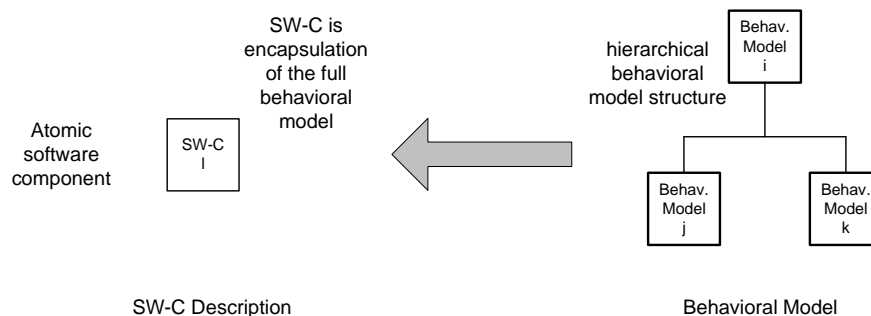 SW-C is
encapsulation
of the full
behavioral
model
Atomic
software
component
SW-C
I
hierarchical
behavioral
model structure
Behav.
Model
i
Behav.
Model
j
Behav.
Model
k
SW-C Description
Behavioral Model